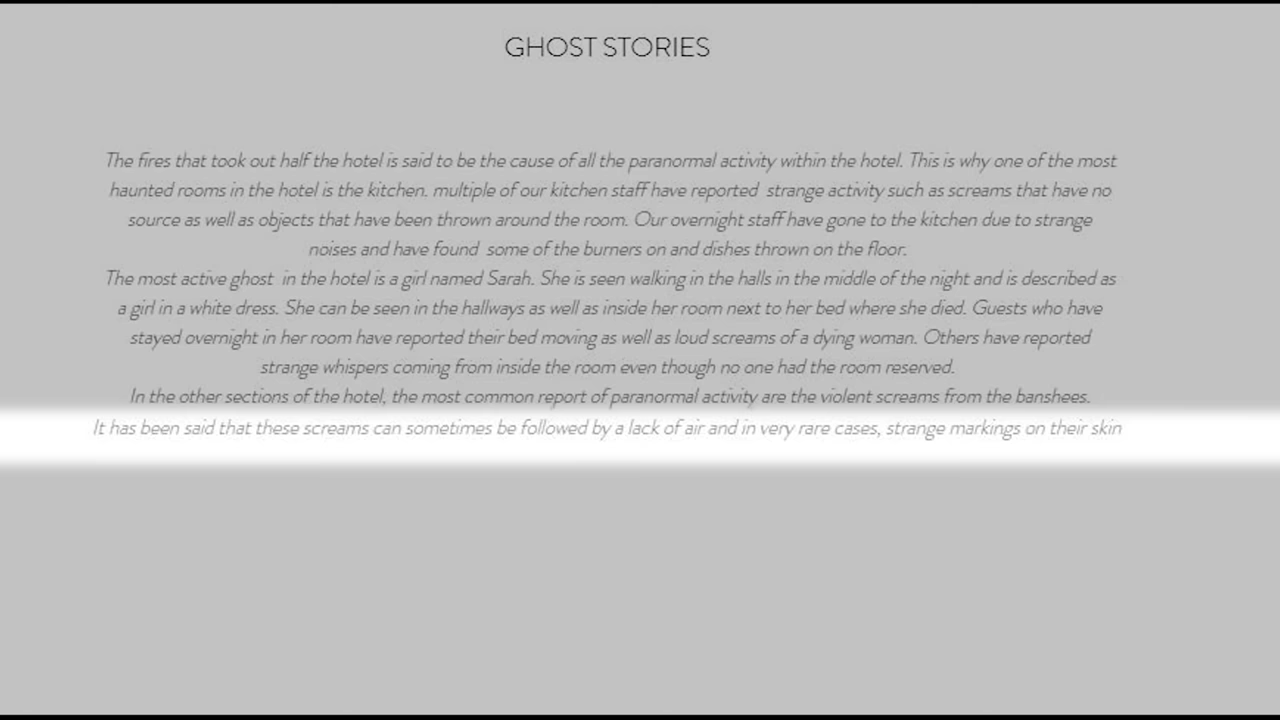 GHOST STORIES
The fires that took out half the hotel is said to be the cause of all the paranormal activity within the hotel. This is why one of the most
haunted rooms in the hotel is the kitchen. multiple of our kitchen staff have reported  strange activity such as screams that have no
source as well as objects that have been thrown around the room. Our overnight staff have gone to the kitchen due to strange
noises and have found  some of the burners on and dishes thrown on the floor.
The most active ghost  in the hotel is a girl named Sarah. She is seen walking in the halls in the middle of the night and is described as
a girl in a white dress. She can be seen in the hallways as well as inside her room next to her bed where she died. Guests who have
stayed overnight in her room have reported their bed moving as well as loud screams of a dying woman. Others have reported
strange whispers coming from inside the room even though no one had the room reserved.
In the other sections of the hotel, the most common report of paranormal activity are the violent screams from the banshees.
It has been said that these screams can sometimes be followed by a lack of air and in very rare cases, strange markings on their skin